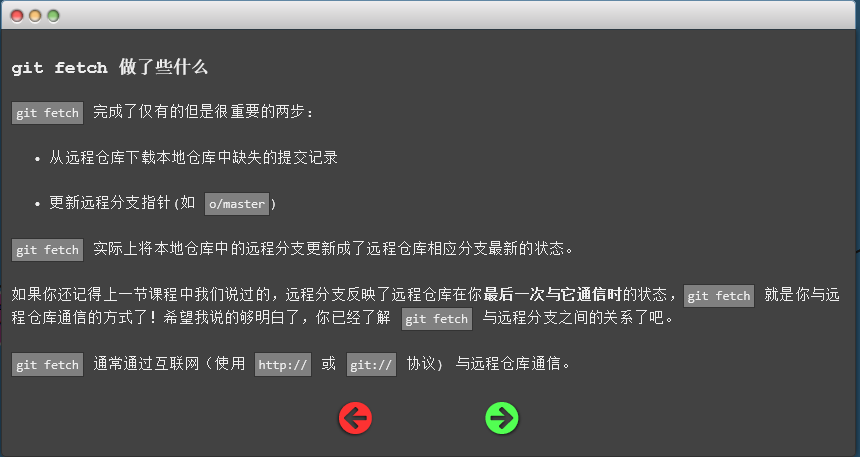 git fetch 做了些什么
git fetch 完成了仅有的但是很重要的两步：
• 从远程仓库下载本地仓库中缺失的提交记录
• 更新远程分支指针(如 o/master)
git fetch 实际上将本地仓库中的远程分支更新成了远程仓库相应分支最新的状态。
如果你还记得上一节课程中我们说过的，远程分支反映了远程仓库在你最后一次与它通信时的状态，git fetch 就是你与远
程仓库通信的方式了！希望我说的够明白了，你已经了解 git fetch 与远程分支之间的关系了吧。
git fetch 通常通过互联网（使用 http:// 或 git:// 协议) 与远程仓库通信。